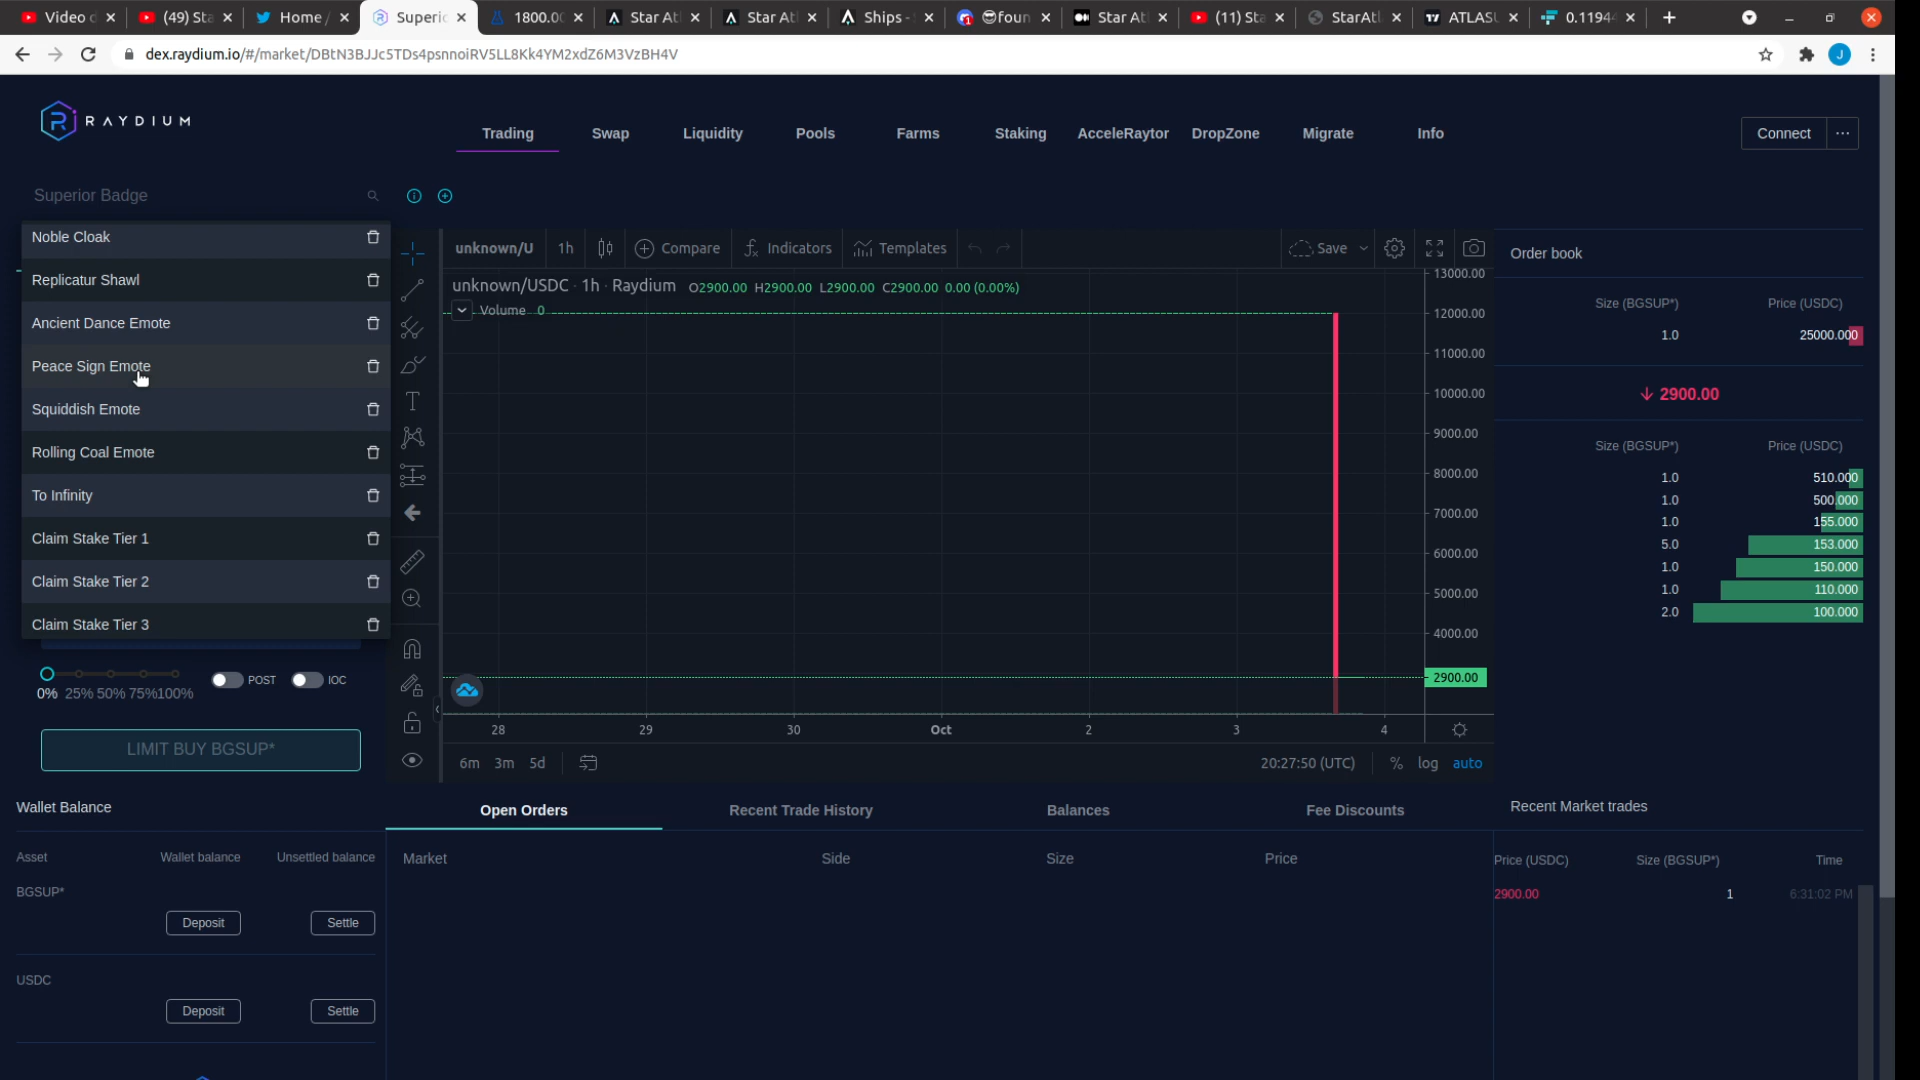 Video c
(49) Sta
Home /
Superic
1800.00
Star Atl
Star Atl
Ships -
foun
Star At
(11) Sta
StarAtl
ATLASU
0.1194
dex.raydium.io/#/market/DBtN3BJJc5TDs4psnnoiRV5LL8Kk4YM2xdZ6M3VzBH4V
J
RAYDIUM
Trading Swap Liquidity Pools Farms Staking AcceleRaytor DropZone Migrate Info
Connect ...
Superior Badge
Noble Cloak
Replicatur Shawl
Ancient Dance Emote
Peace Sign Emote
Squiddish Emote
Rolling Coal Emote
To Infinity
Claim Stake Tier 1
Claim Stake Tier 2
Claim Stake Tier 3
0% 25% 50% 75% 100%
POST IOC
LIMIT BUY BGSUP*
unknown/U 1h Compare Indicators Templates Save
unknown/USDC · 1h · Raydium O2900.00 H2900.00 L2900.00 C2900.00 0.00 (0.00%)
Volume 0
13000.00
12000.00
11000.00
10000.00
9000.00
8000.00
7000.00
6000.00
5000.00
4000.00
2900.00
28 29 30 Oct 2 3 4
6m 3m 5d 20:27:50 (UTC) % log auto
Order book
Size (BGSUP*) Price (USDC)
1.0 25000.000
↓ 2900.00
Size (BGSUP*) Price (USDC)
1.0 510.000
1.0 500.000
1.0 155.000
5.0 153.000
1.0 150.000
1.0 110.000
2.0 100.000
Wallet Balance
Asset Wallet balance Unsettled balance
BGSUP*
Deposit Settle
USDC
Deposit Settle
Open Orders Recent Trade History Balances Fee Discounts
Market Side Size Price
Recent Market trades
Price (USDC) Size (BGSUP*) Time
2900.00 1 6:31:02 PM